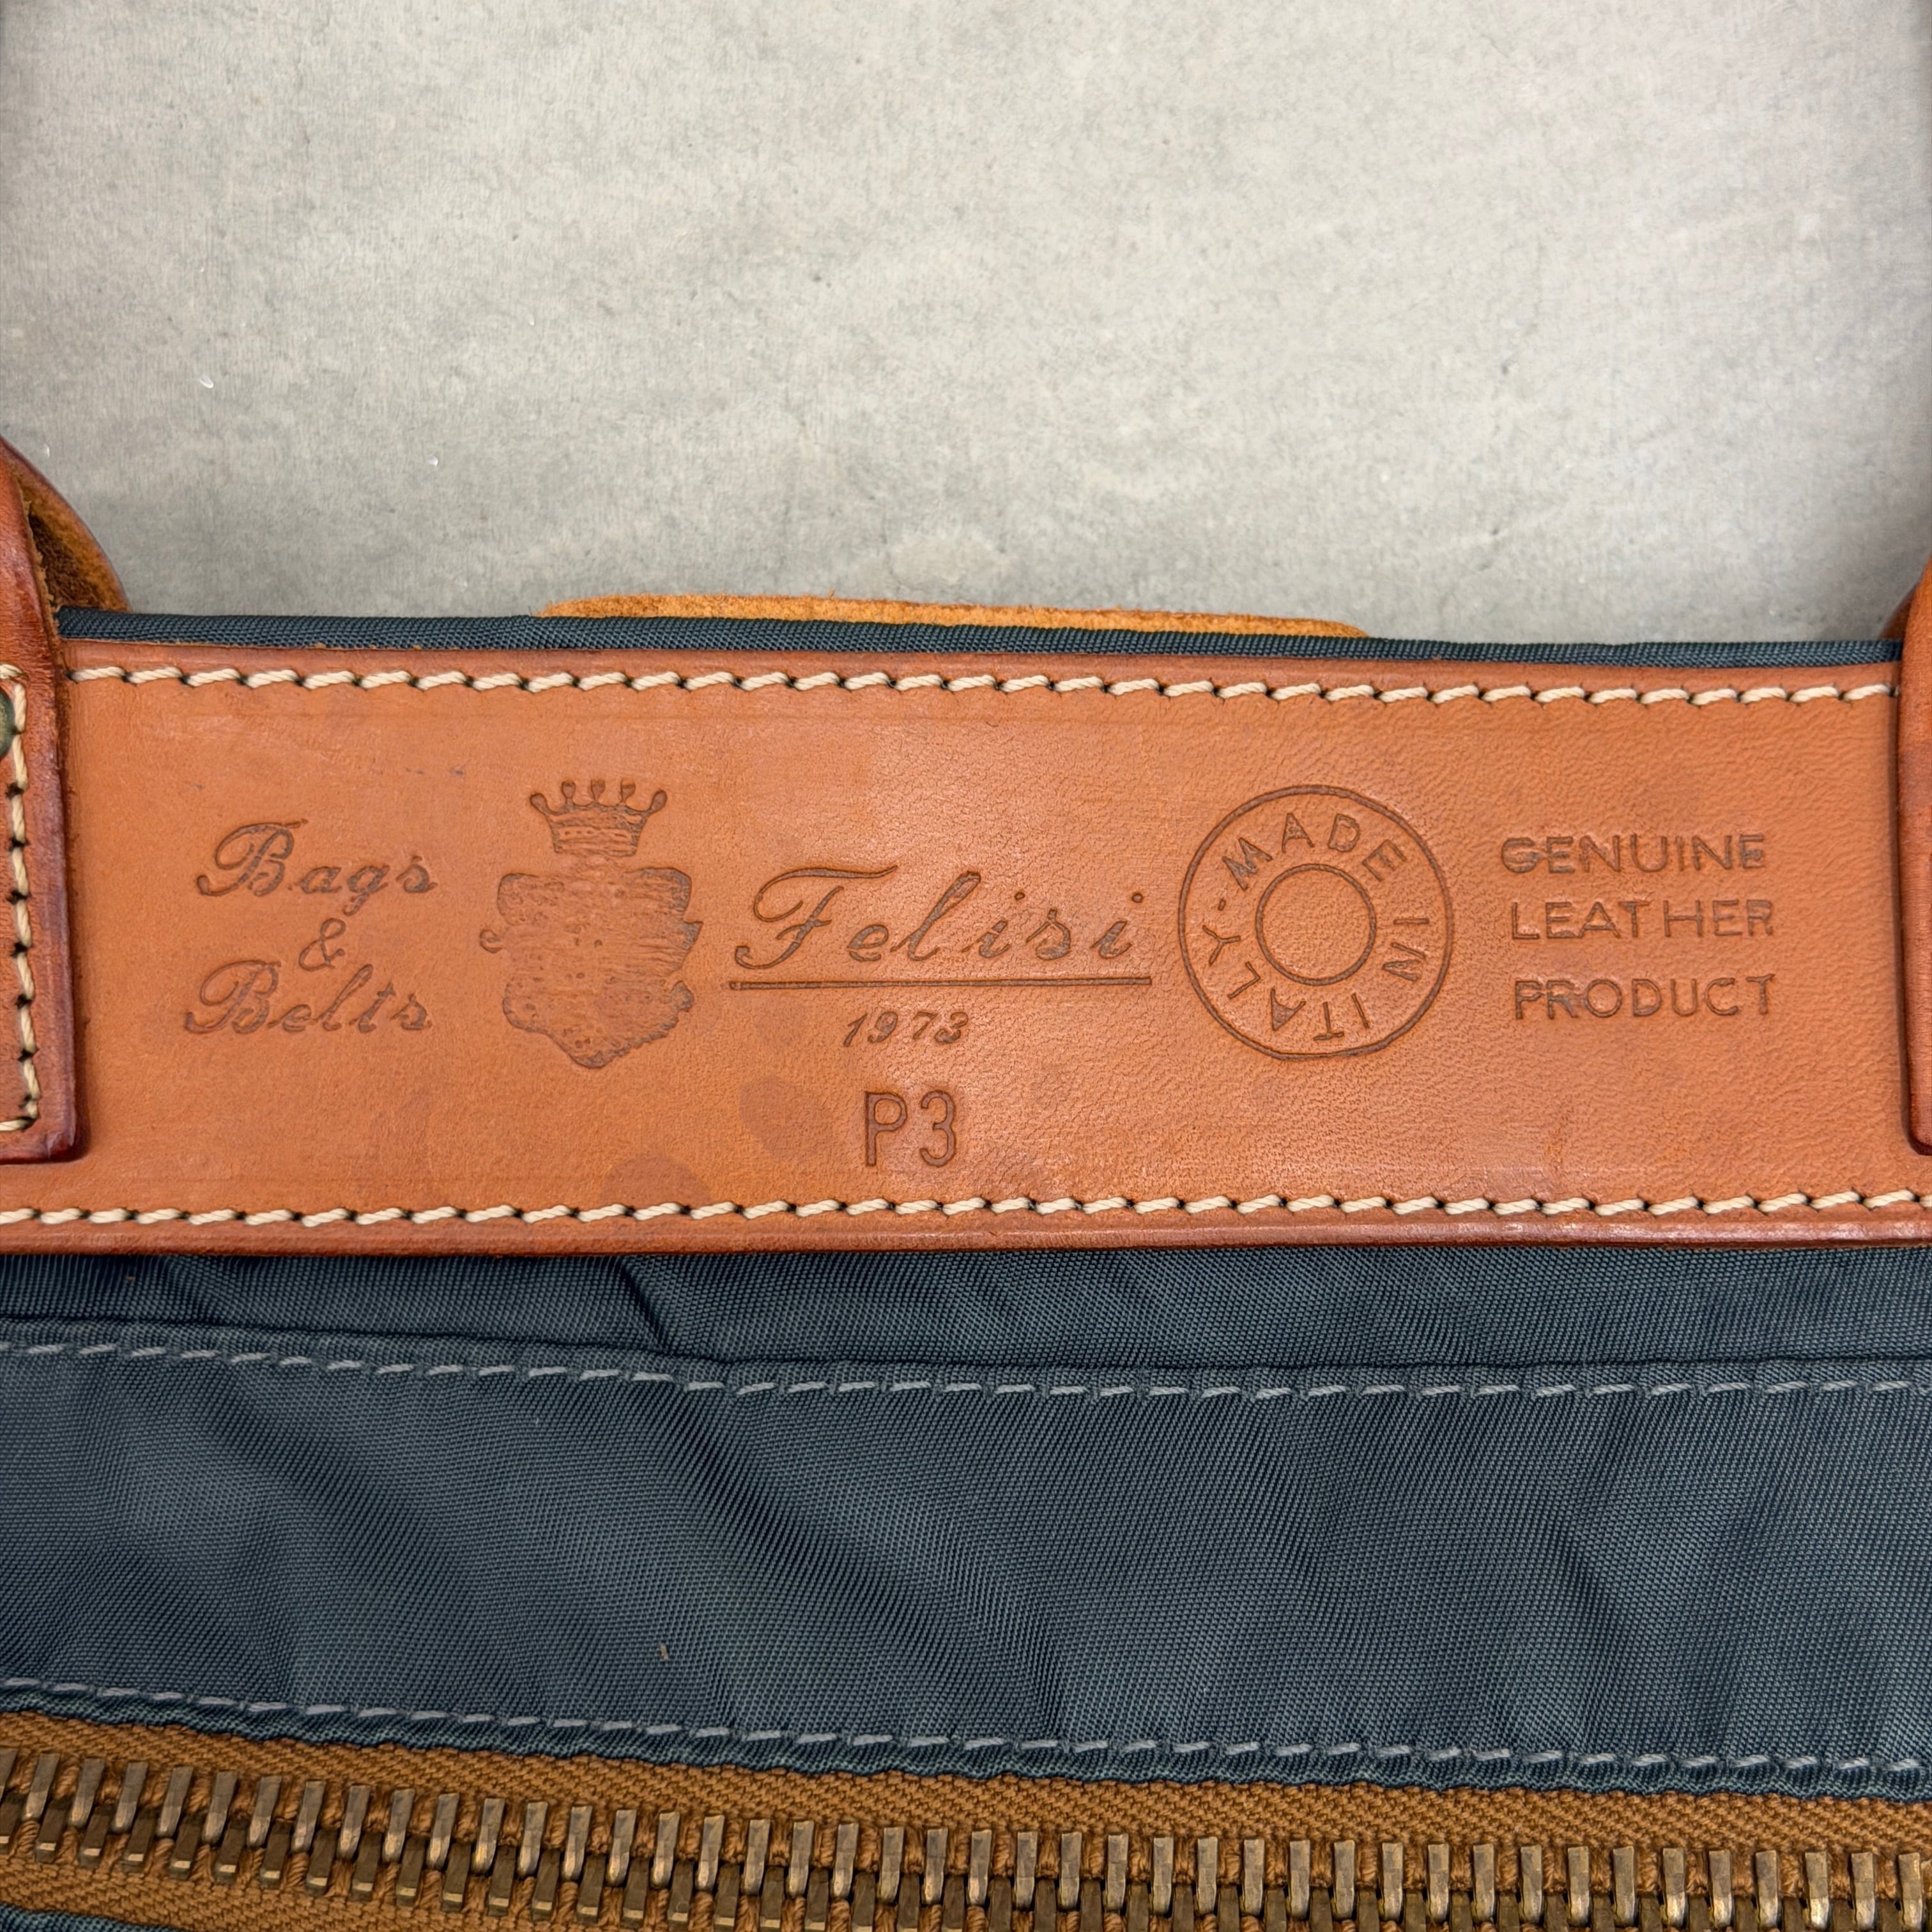 Bags
&
Belts
Felisi
1973
P3
MADE IN ITALY-
GENUINE
LEATHER
PRODUCT